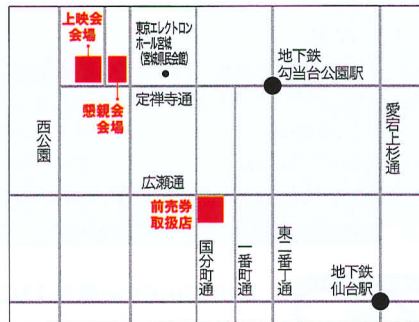 上映会
会場
東京エレクトロン
ホール宮城
(宮城県民会館)
地下鉄
勾当台公園駅
懇親会
会場
定禅寺通
西公園
愛宕上杉通
広瀬通
前売券
取扱店
国分町通
一番町通
東二番丁通
地下鉄
仙台駅